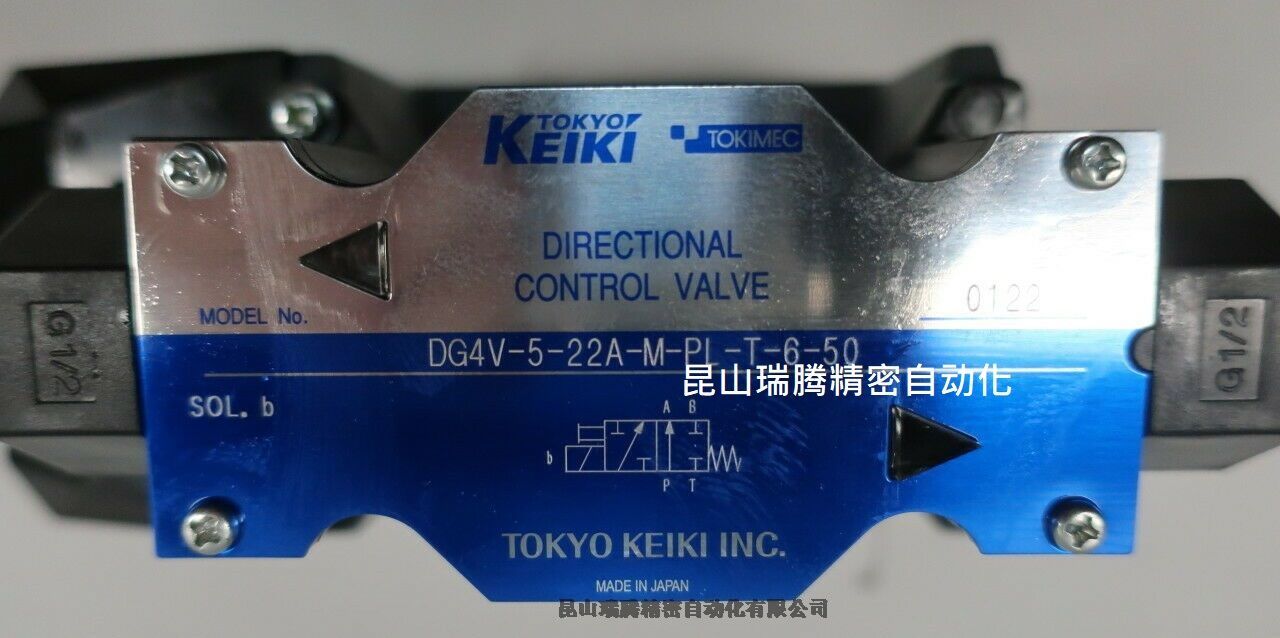 TOKYO KEIKI TOKIMEC
DIRECTIONAL
CONTROL VALVE
MODEL No. 0122
DG4V-5-22A-M-PL-T-6-50
昆山瑞腾精密自动化
SOL. b
A B
b
P T
TOKYO KEIKI INC.
MADE IN JAPAN
昆山瑞腾精密自动化有限公司
G1/2
G1/2